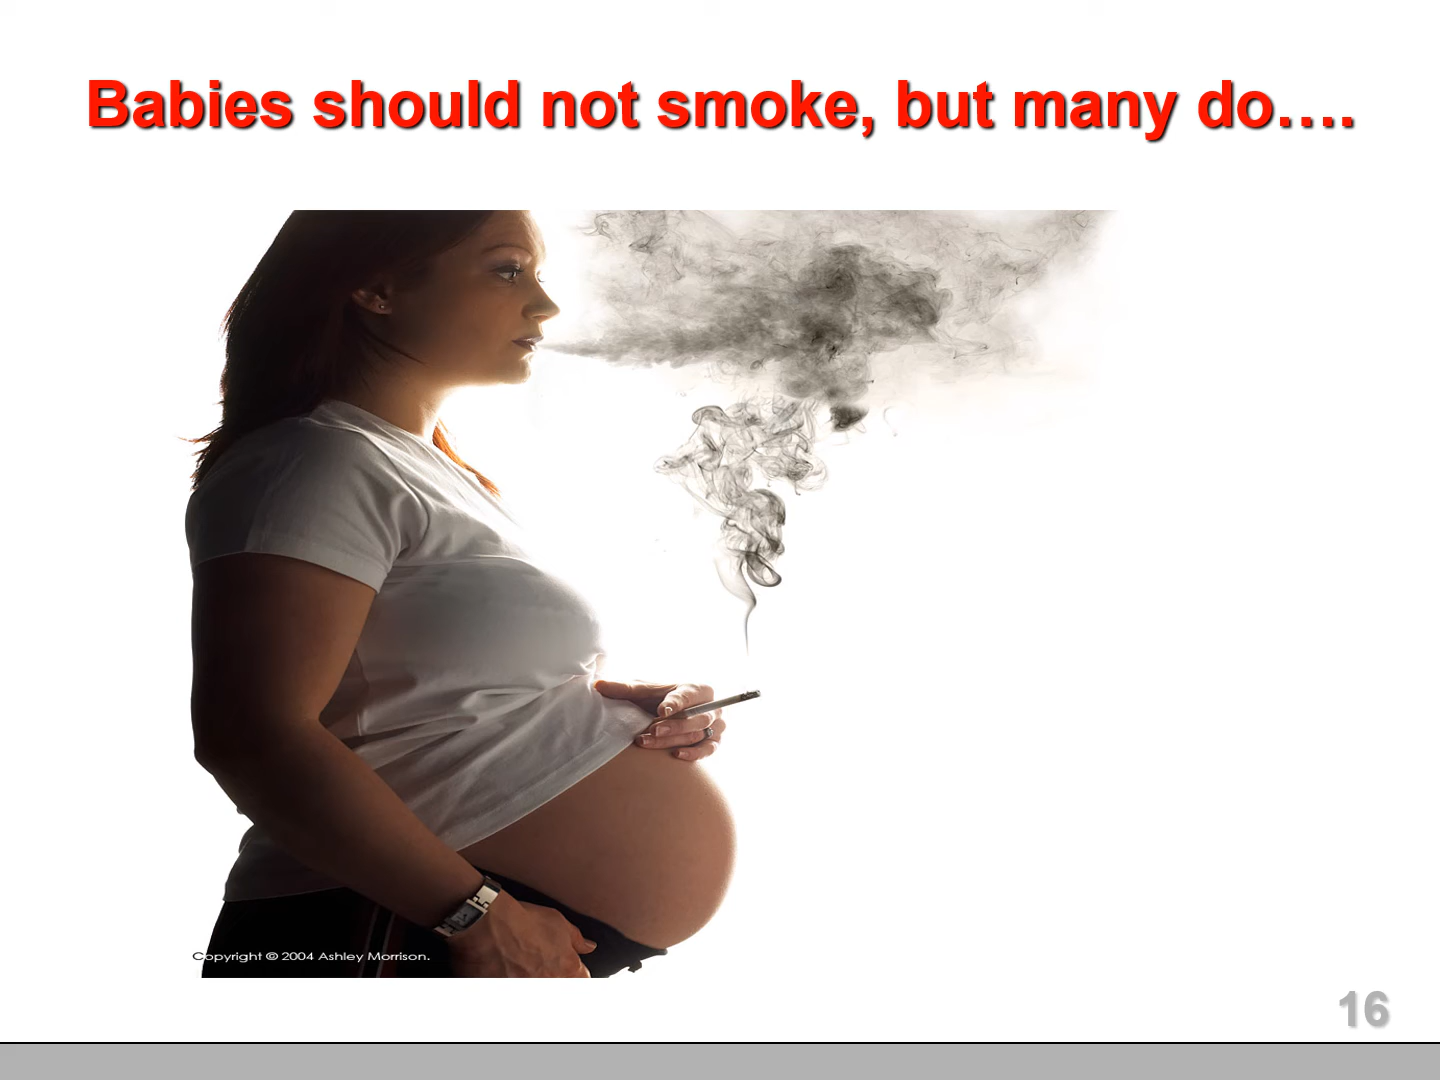 Babies should not smoke, but many do….
Copyright © 2004 Ashley Morrison.
16